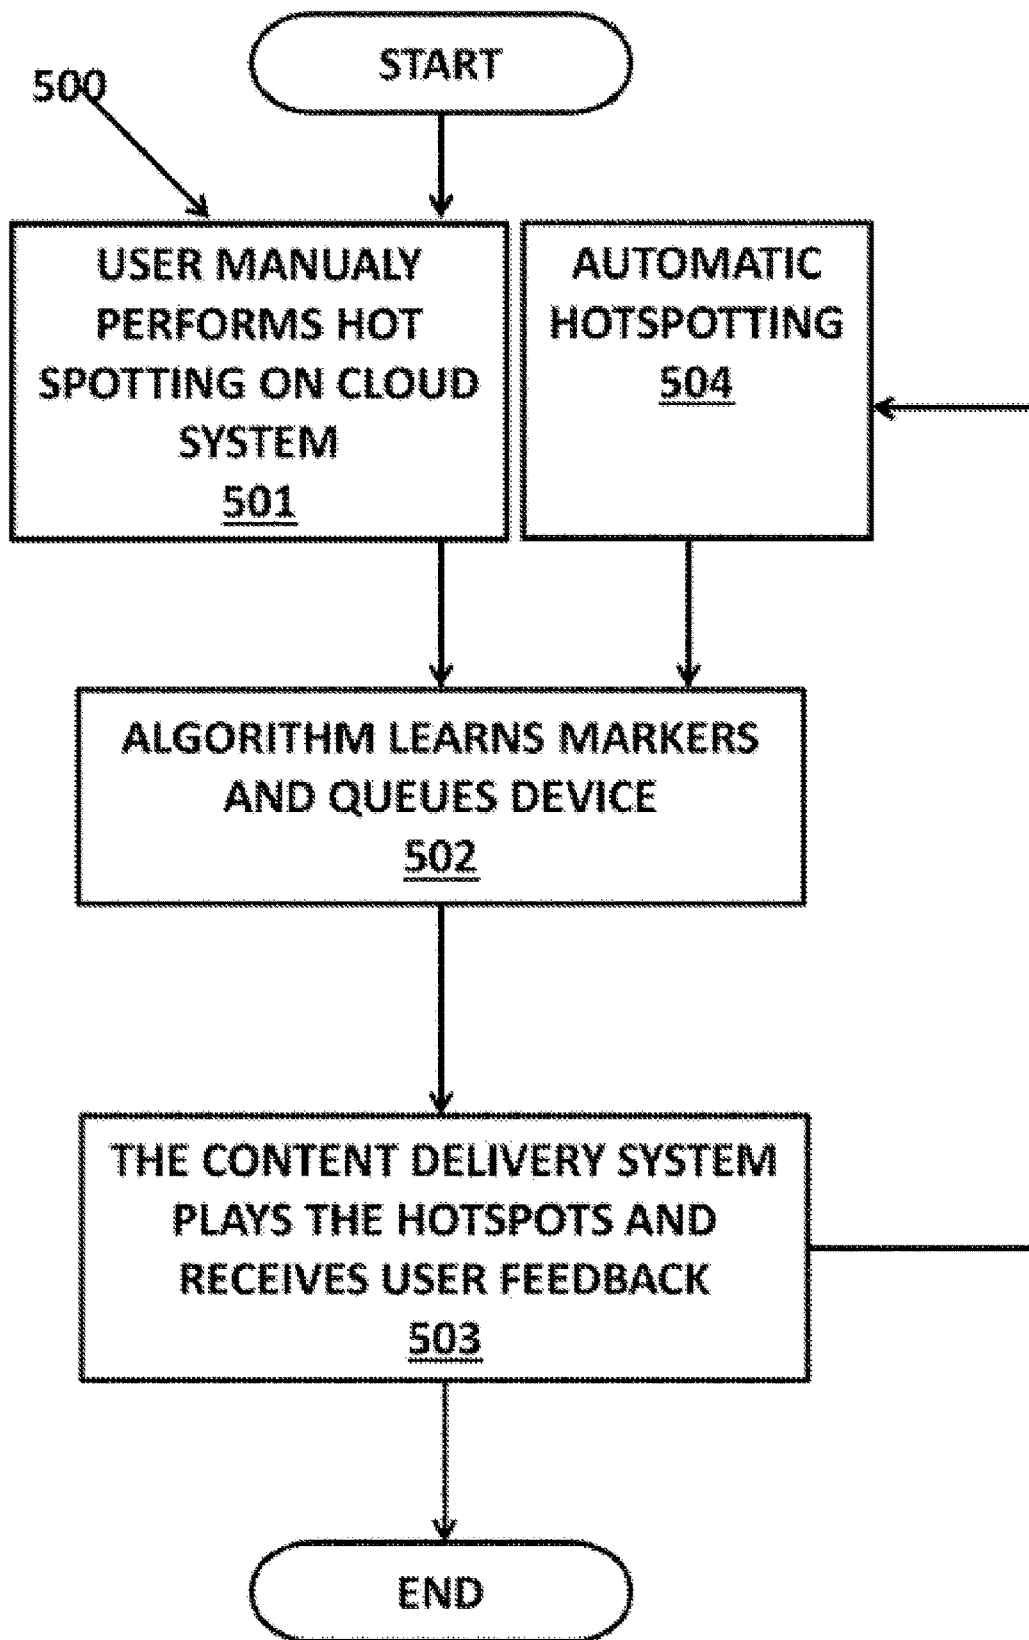 START
500
USER MANUALY
PERFORMS HOT
SPOTTING ON CLOUD
SYSTEM
501
AUTOMATIC
HOTSPOTTING
504
ALGORITHM LEARNS MARKERS
AND QUEUES DEVICE
502
THE CONTENT DELIVERY SYSTEM
PLAYS THE HOTSPOTS AND
RECEIVES USER FEEDBACK
503
END